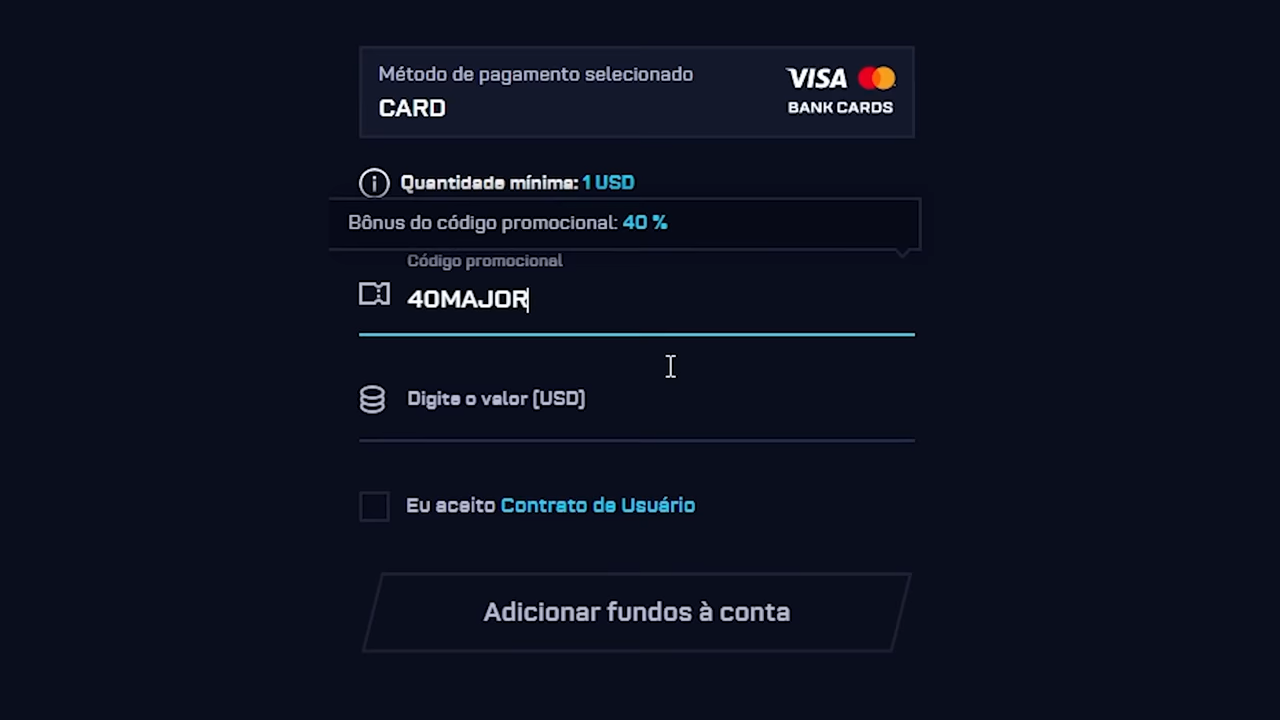 Método de pagamento selecionado
CARD
VISA
BANK CARDS
Quantidade mínima: 1 USD
Bônus do código promocional: 40 %
Código promocional
40MAJOR
Digite o valor (USD)
Eu aceito Contrato de Usuário
Adicionar fundos à conta